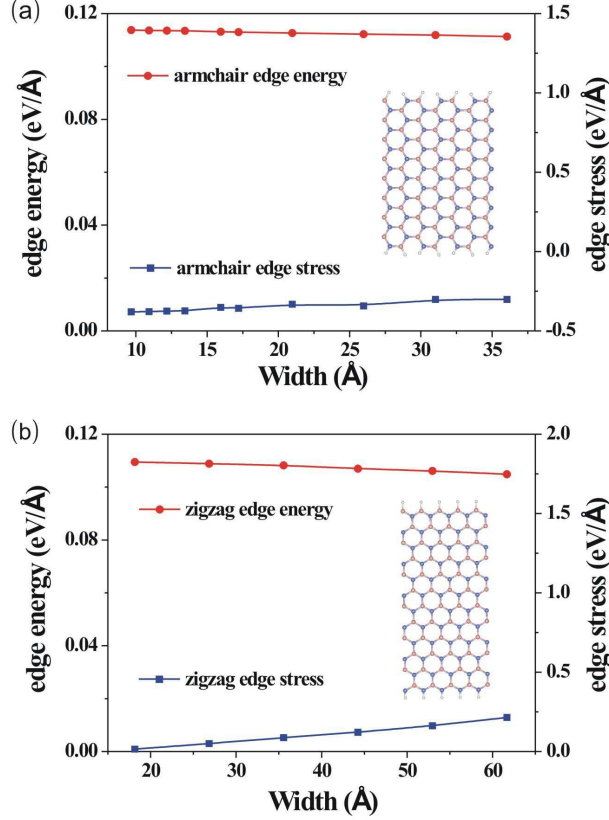 (a)
0.12
0.08
0.04
0.00
edge energy (eV/Å)
1.5
1.0
0.5
0.0
-0.5
edge stress (eV/Å)
armchair edge energy
armchair edge stress
10 15 20 25 30 35
Width (Å)
(b)
0.12
0.08
0.04
0.00
edge energy (eV/Å)
2.0
1.5
1.0
0.5
0.0
edge stress (eV/Å)
zigzag edge energy
zigzag edge stress
20 30 40 50 60
Width (Å)